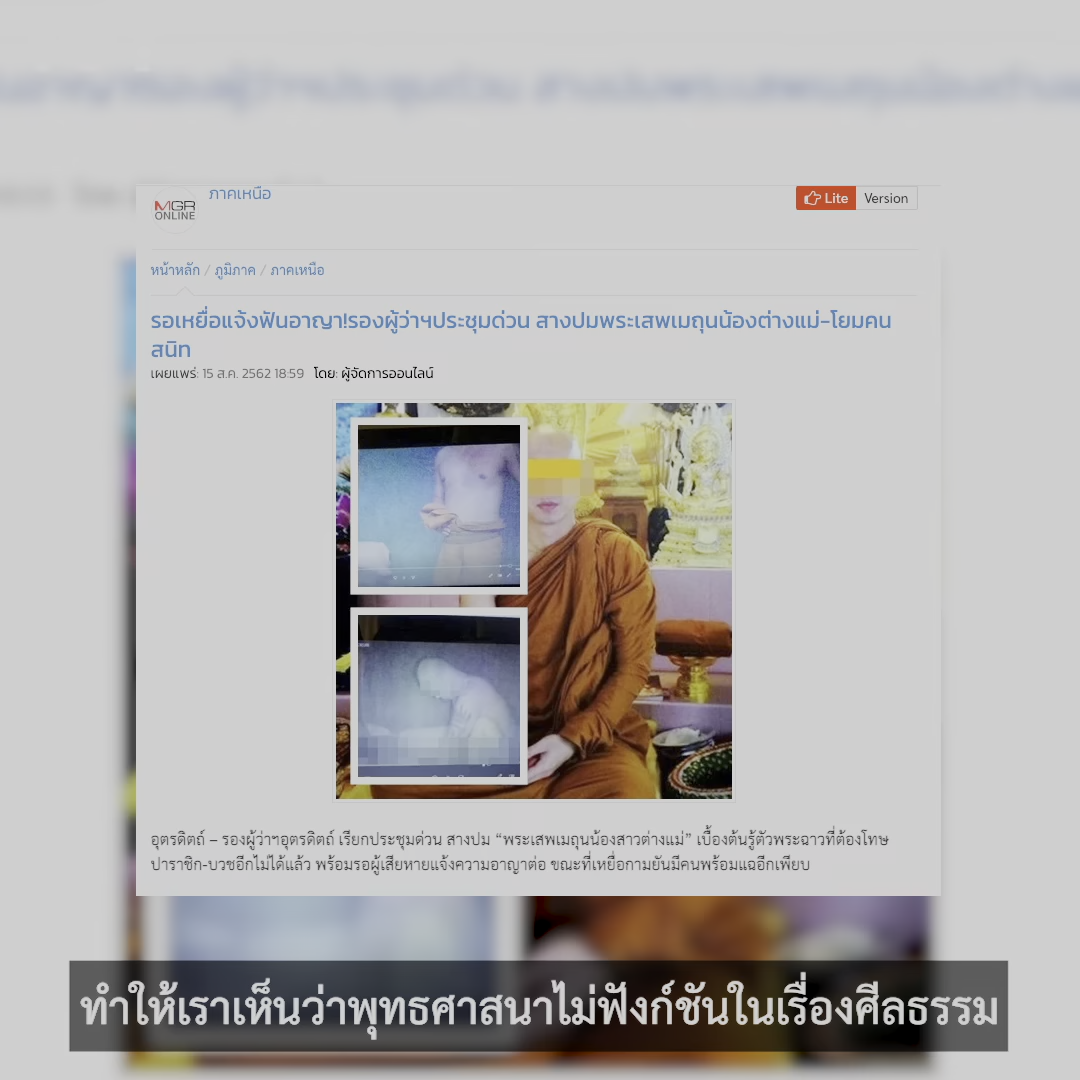 MGR
ONLINE
ภาคเหนือ
Lite Version
หน้าหลัก / ภูมิภาค / ภาคเหนือ
รอเหยื่อแจ้งฟันอาญา!รองผู้ว่าฯประชุมด่วน สางปมพระเสพเมถุนน้องต่างแม่-โยมคน
สนิท
เผยแพร่: 15 ส.ค. 2562 18:59 โดย: ผู้จัดการออนไลน์
อุตรดิตถ์ – รองผู้ว่าฯอุตรดิตถ์ เรียกประชุมด่วน สางปม “พระเสพเมถุนน้องสาวต่างแม่” เบื้องต้นรู้ตัวพระฉาวที่ต้องโทษ
ปาราชิก-บวชอีกไม่ได้แล้ว พร้อมรอผู้เสียหายแจ้งความอาญาต่อ ขณะที่เหยื่อกามยันมีคนพร้อมแฉอีกเพียบ
ทำให้เราเห็นว่าพุทธศาสนาไม่ฟังก์ชันในเรื่องศีลธรรม